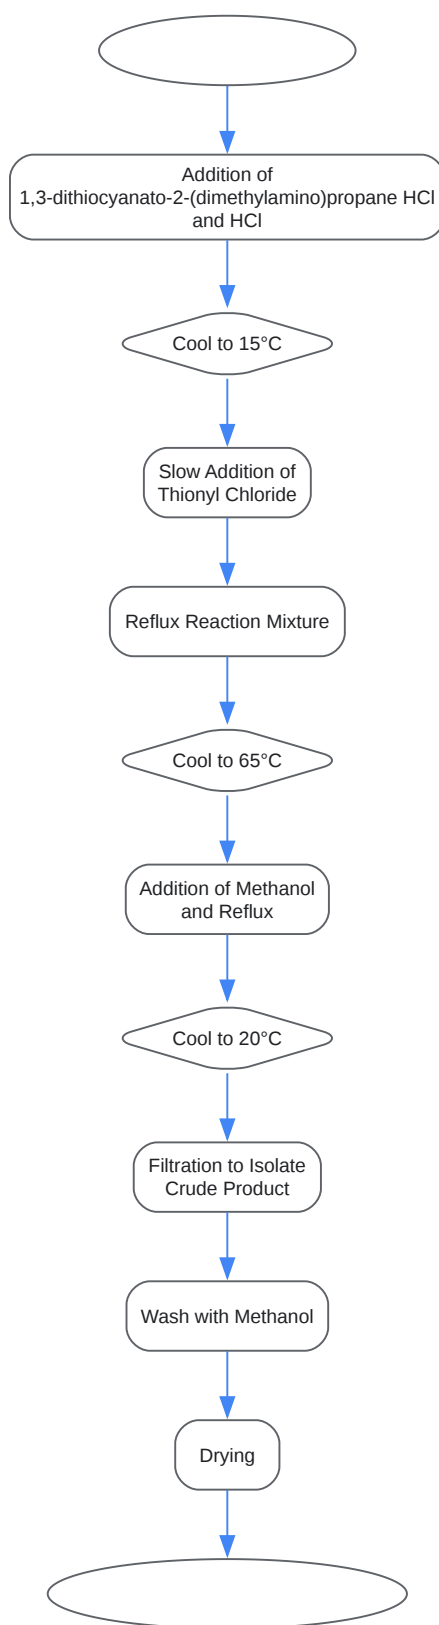 Addition of
1,3-dithiocyanato-2-(dimethylamino)propane HCl
and HCl
Cool to 15°C
Slow Addition of
Thionyl Chloride
Reflux Reaction Mixture
Cool to 65°C
Addition of Methanol
and Reflux
Cool to 20°C
Filtration to Isolate
Crude Product
Wash with Methanol
Drying